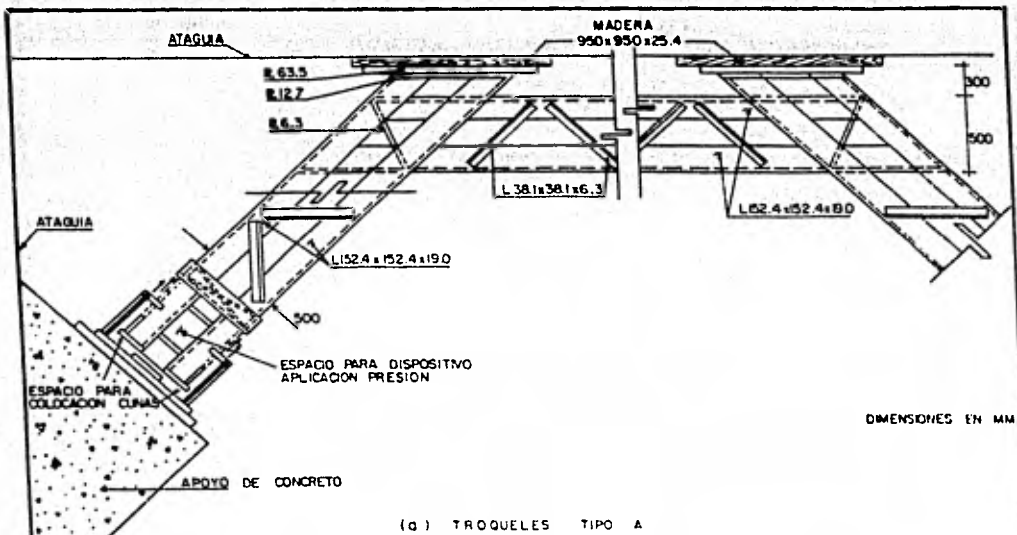 MADERA
950x950x25.4
ATAGUIA
R.63.5
R.12.7
R.6.3
300
500
L 38.1x38.1x6.3
L152.4x152.4x19.0
ATAGUIA
L152.4x152.4x19.0
500
ESPACIO PARA DISPOSITIVO
APLICACION PRESION
ESPACIO PARA
COLOCACION CUNAS
DIMENSIONES EN MM
APOYO DE CONCRETO
(a) TROQUELES TIPO A